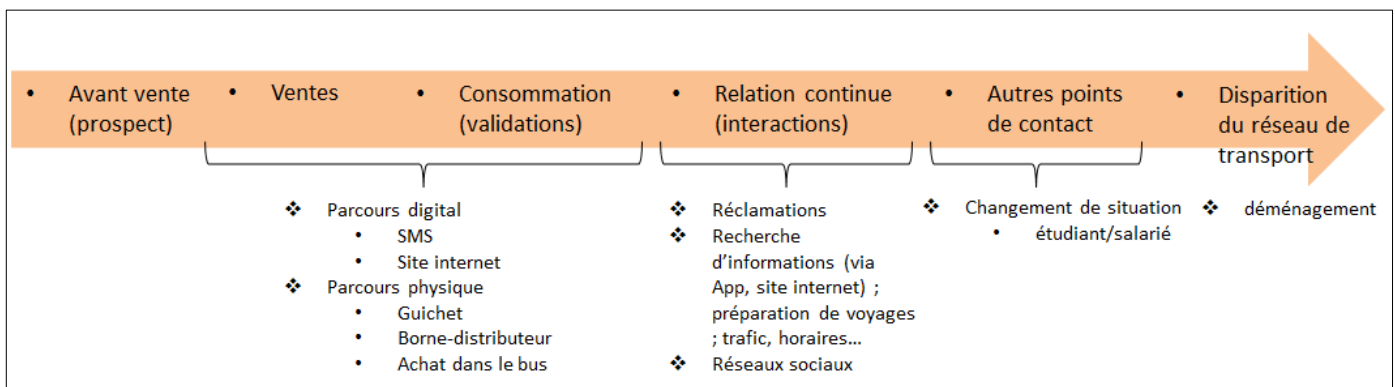 • Avant vente
(prospect)
• Ventes
• Consommation
(validations)
• Relation continue
(interactions)
• Autres points
de contact
• Disparition
du réseau de
transport
❖ Parcours digital
• SMS
• Site internet
❖ Parcours physique
• Guichet
• Borne-distributeur
• Achat dans le bus
❖ Réclamations
❖ Recherche
d’informations (via
App, site internet) ;
préparation de voyages
; trafic, horaires…
❖ Réseaux sociaux
❖ Changement de situation
• étudiant/salarié
❖ déménagement